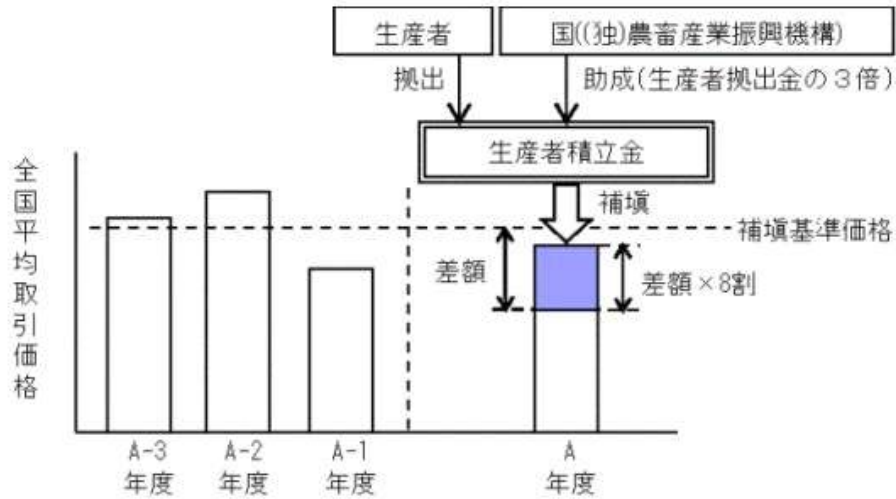 生産者
国((独)農畜産業振興機構)
拠出
助成(生産者拠出金の3倍)
生産者積立金
補塡
全国平均取引価格
補塡基準価格
差額
差額×8割
A-3
年度
A-2
年度
A-1
年度
A
年度